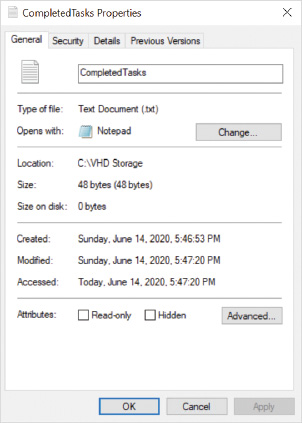 CompletedTasks Properties
General Security Details Previous Versions
CompletedTasks
Type of file: Text Document (.txt)
Opens with: Notepad Change...
Location: C:\VHD Storage
Size: 48 bytes (48 bytes)
Size on disk: 0 bytes
Created: Sunday, June 14, 2020, 5:46:53 PM
Modified: Sunday, June 14, 2020, 5:47:20 PM
Accessed: Today, June 14, 2020, 5:47:20 PM
Attributes: Read-only Hidden Advanced...
OK Cancel Apply